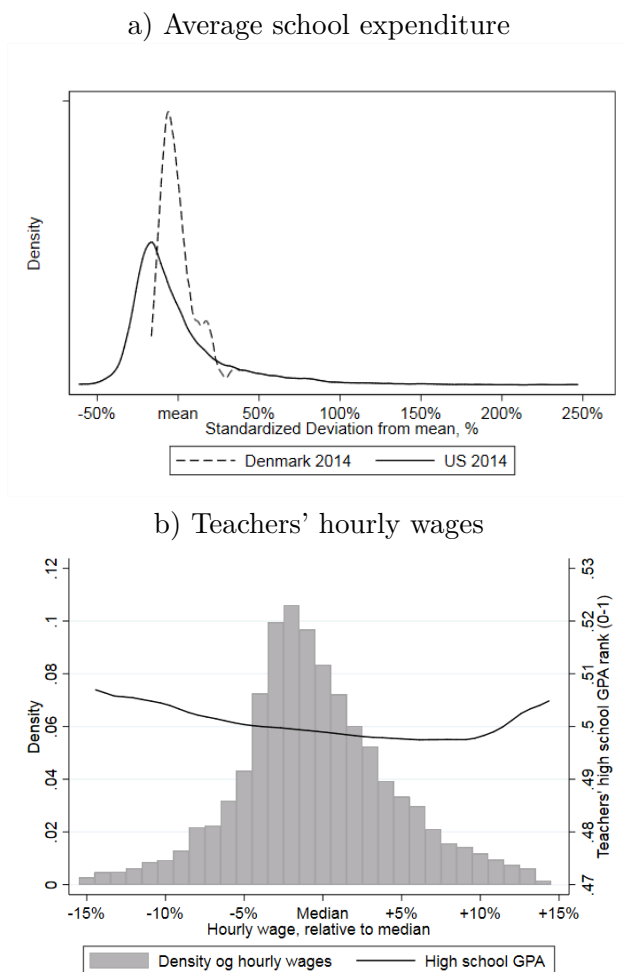 a) Average school expenditure
Density
-50% mean 50% 100% 150% 200% 250%
Standardized Deviation from mean, %
Denmark 2014 US 2014
b) Teachers' hourly wages
.12
.1
.08
.06
.04
.02
0
Density
.53
.52
.51
.5
.49
.48
.47
Teachers' high school GPA rank (0-1)
-15% -10% -5% Median +5% +10% +15%
Hourly wage, relative to median
Density og hourly wages High school GPA